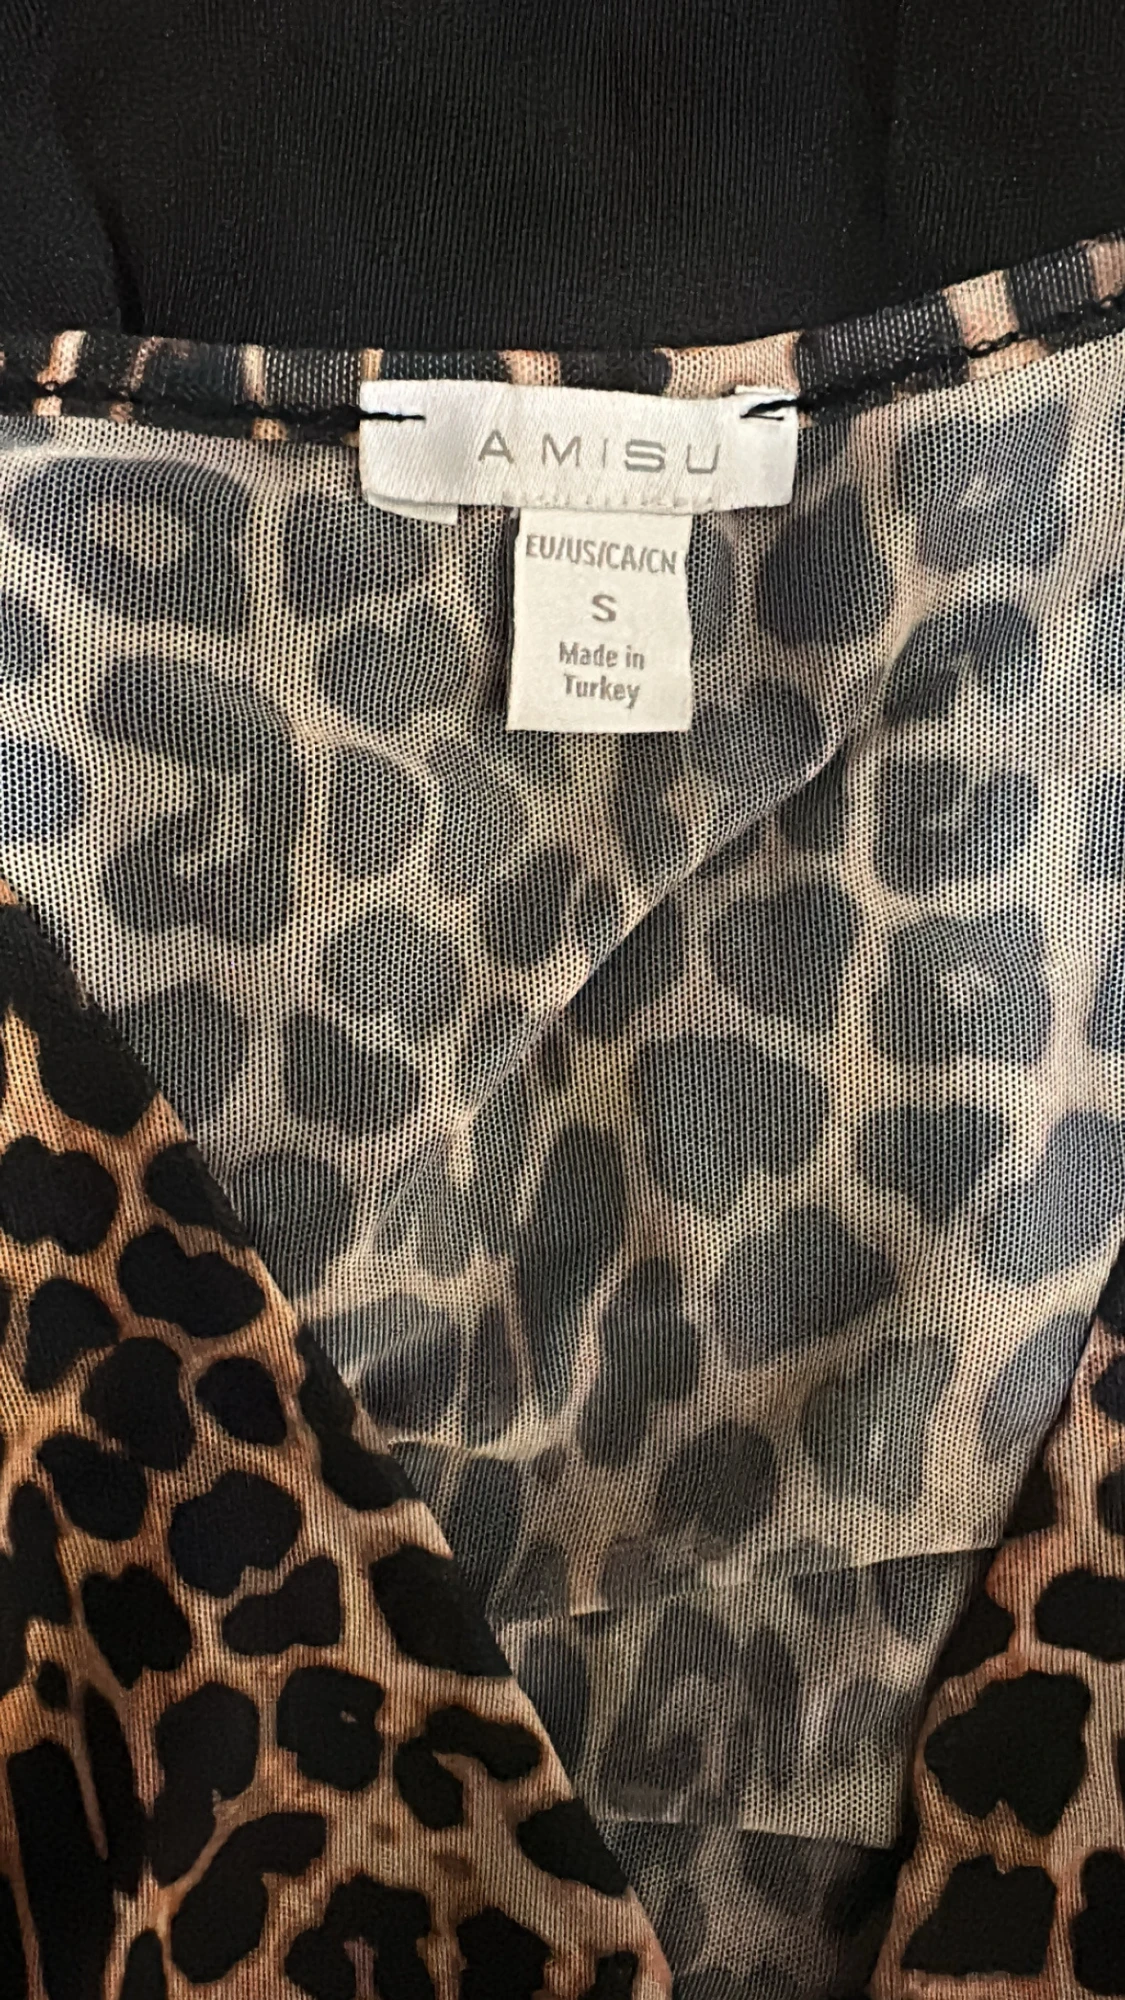 AMISU
EU/US/CA/CN
S
Made in
Turkey